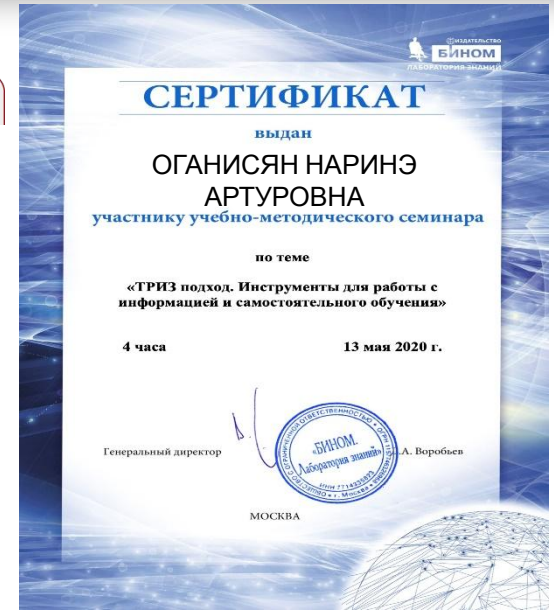 ИЗДАТЕЛЬСТВО
БИНОМ
ЛАБОРАТОРИЯ ЗНАНИЙ
СЕРТИФИКАТ
выдан
ОГАНИСЯН НАРИНЭ
АРТУРОВНА
участнику учебно-методического семинара
по теме
«ТРИЗ подход. Инструменты для работы с
информацией и самостоятельного обучения»
4 часа 13 мая 2020 г.
Генеральный директор А. Воробьев
«БИНОМ.
Лаборатория знаний»
МОСКВА